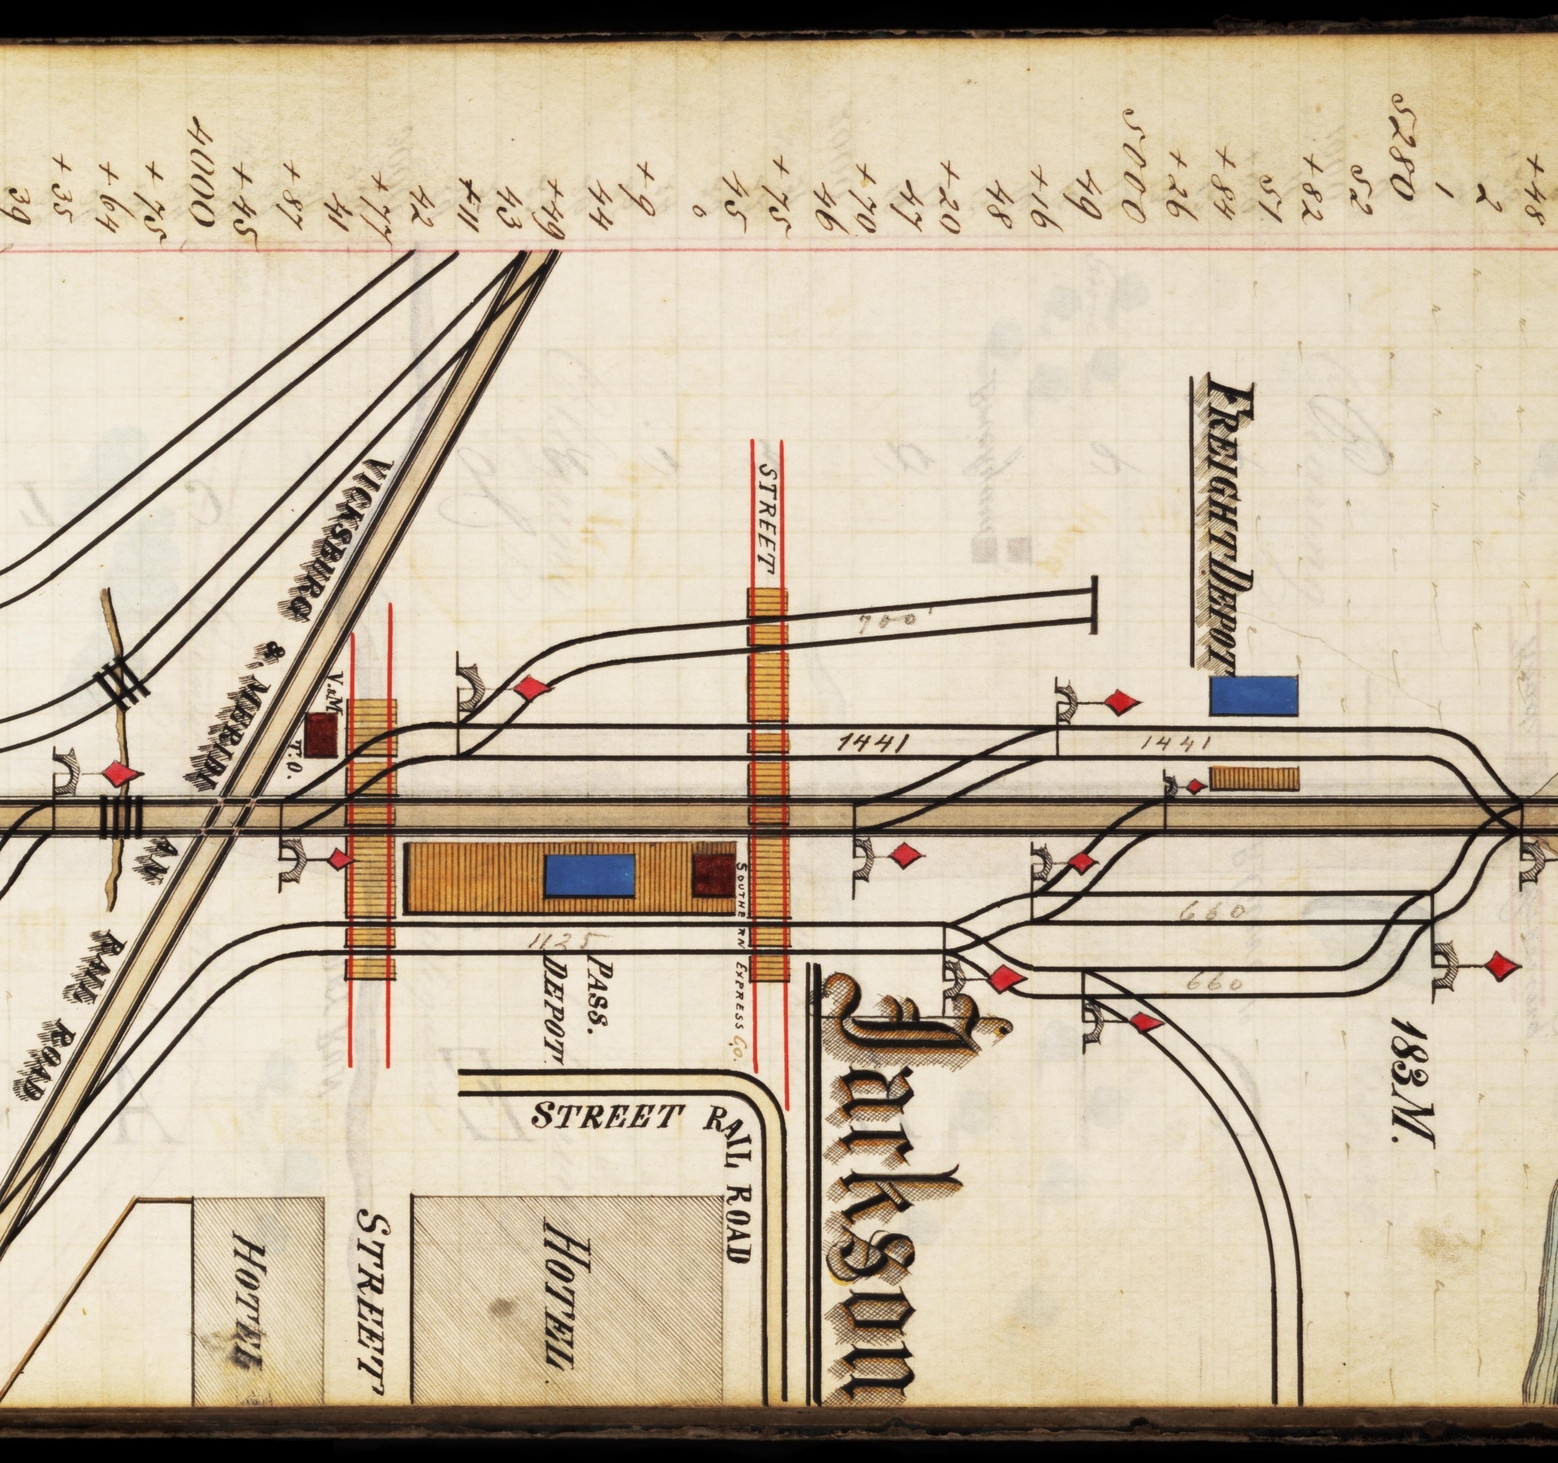 39
+35
+64
+75
4000
+45
+87
41
+77
42
+11
43
+49
44
+9
0
45
+75
46
+70
47
+20
48
+16
49
5000
+26
+84
51
+82
52
5280
1
2
+48
FREIGHT DEPOT
STREET
VICKSBURG & MERIDI AN RAIL ROAD
V.&M.
T.O.
700'
1441
1441
660
660
1125
PASS.
DEPOT
SOUTHERN EXPRESS CO.
Jackson
183 M.
STREET RAIL ROAD
STREET
HOTEL
HOTEL